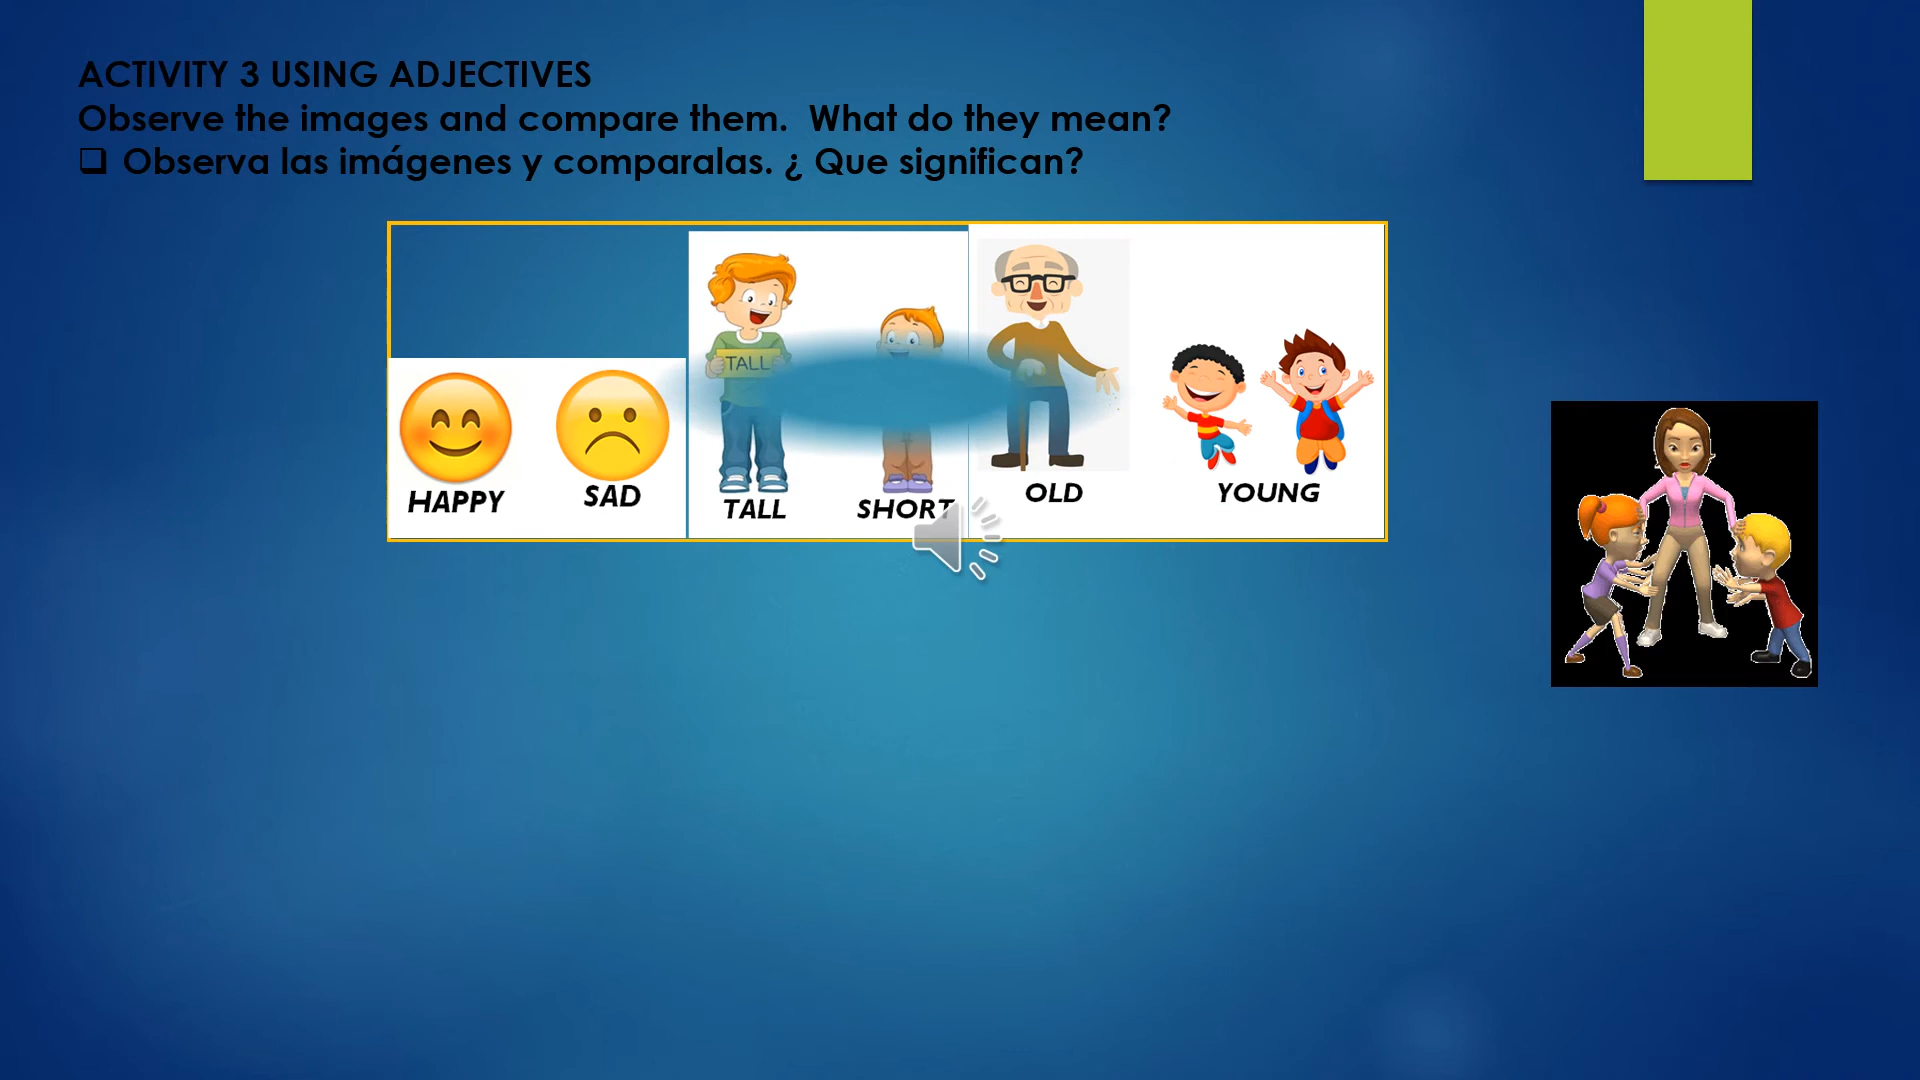 ACTIVITY 3 USING ADJECTIVES
Observe the images and compare them.  What do they mean?
❑ Observa las imágenes y comparalas. ¿ Que significan?
TALL
HAPPY
SAD
TALL
SHORT
OLD
YOUNG